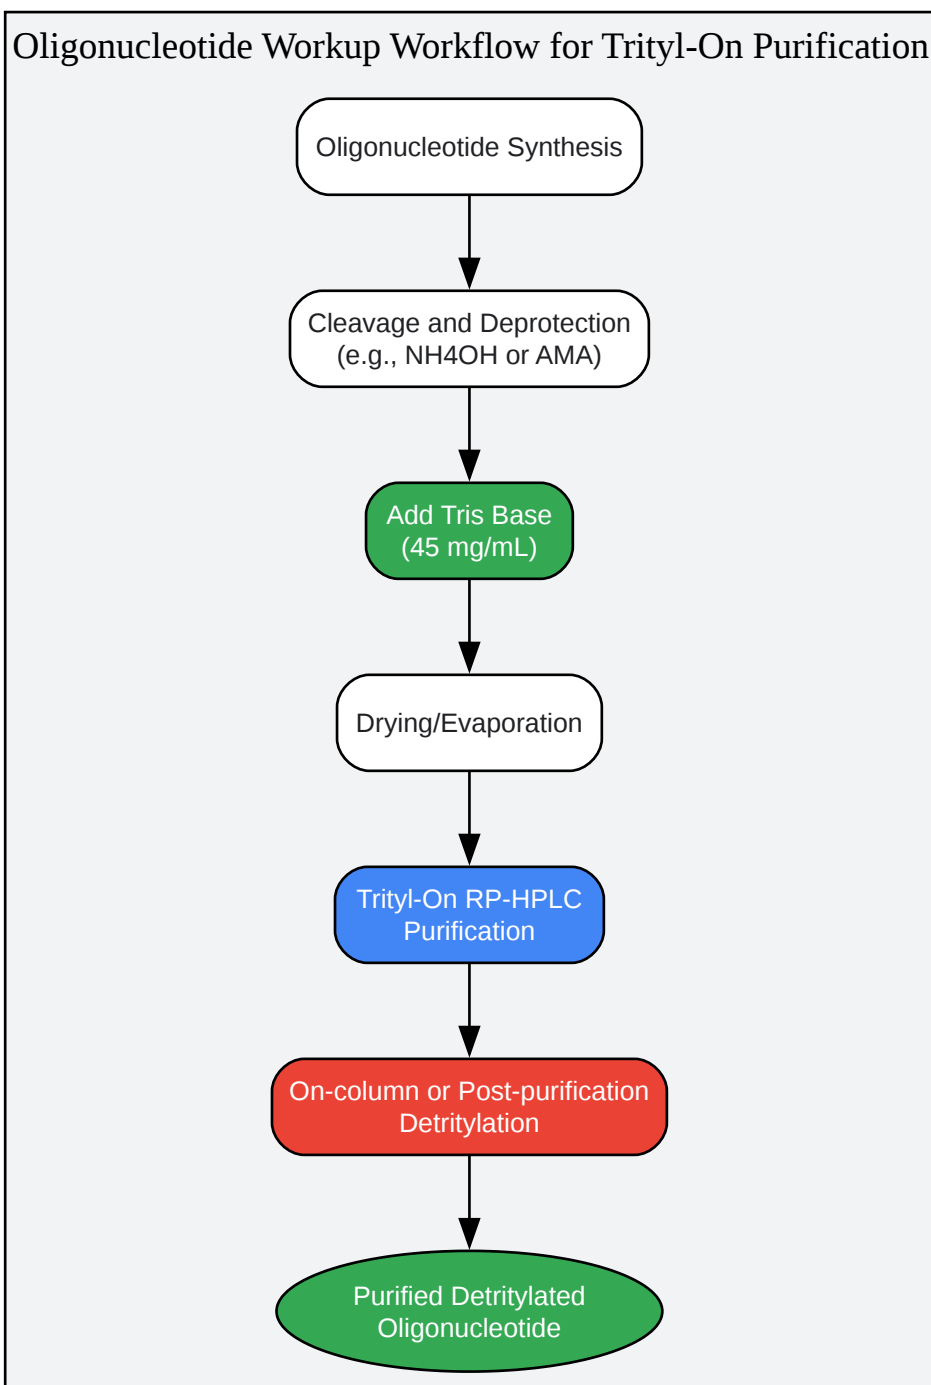 Oligonucleotide Workup Workflow for Trityl-On Purification
Oligonucleotide Synthesis
Cleavage and Deprotection
(e.g., NH4OH or AMA)
Add Tris Base
(45 mg/mL)
Drying/Evaporation
Trityl-On RP-HPLC
Purification
On-column or Post-purification
Detritylation
Purified Detritylated
Oligonucleotide